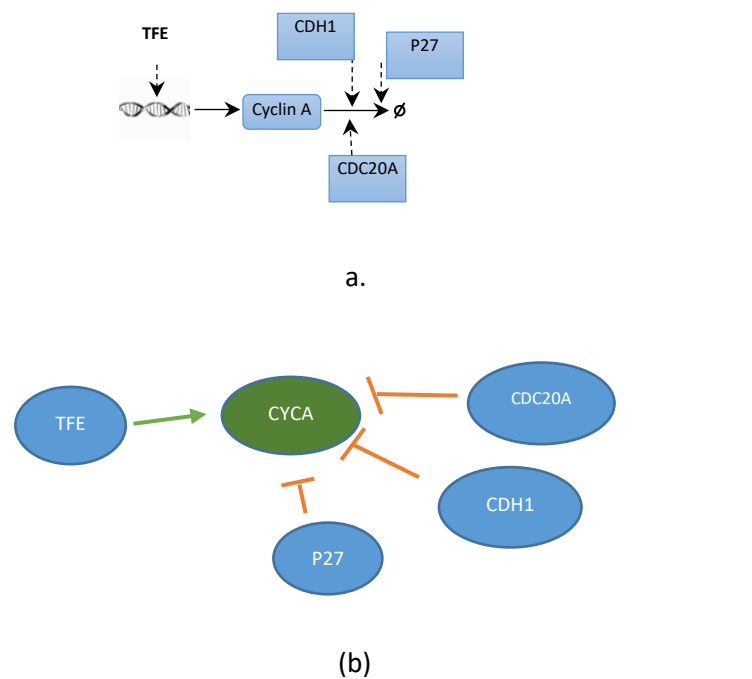 CDH1
TFE
P27
Cyclin A
ϕ
CDC20A
a.
CDC20A
CYCA
TFE
CDH1
P27
(b)